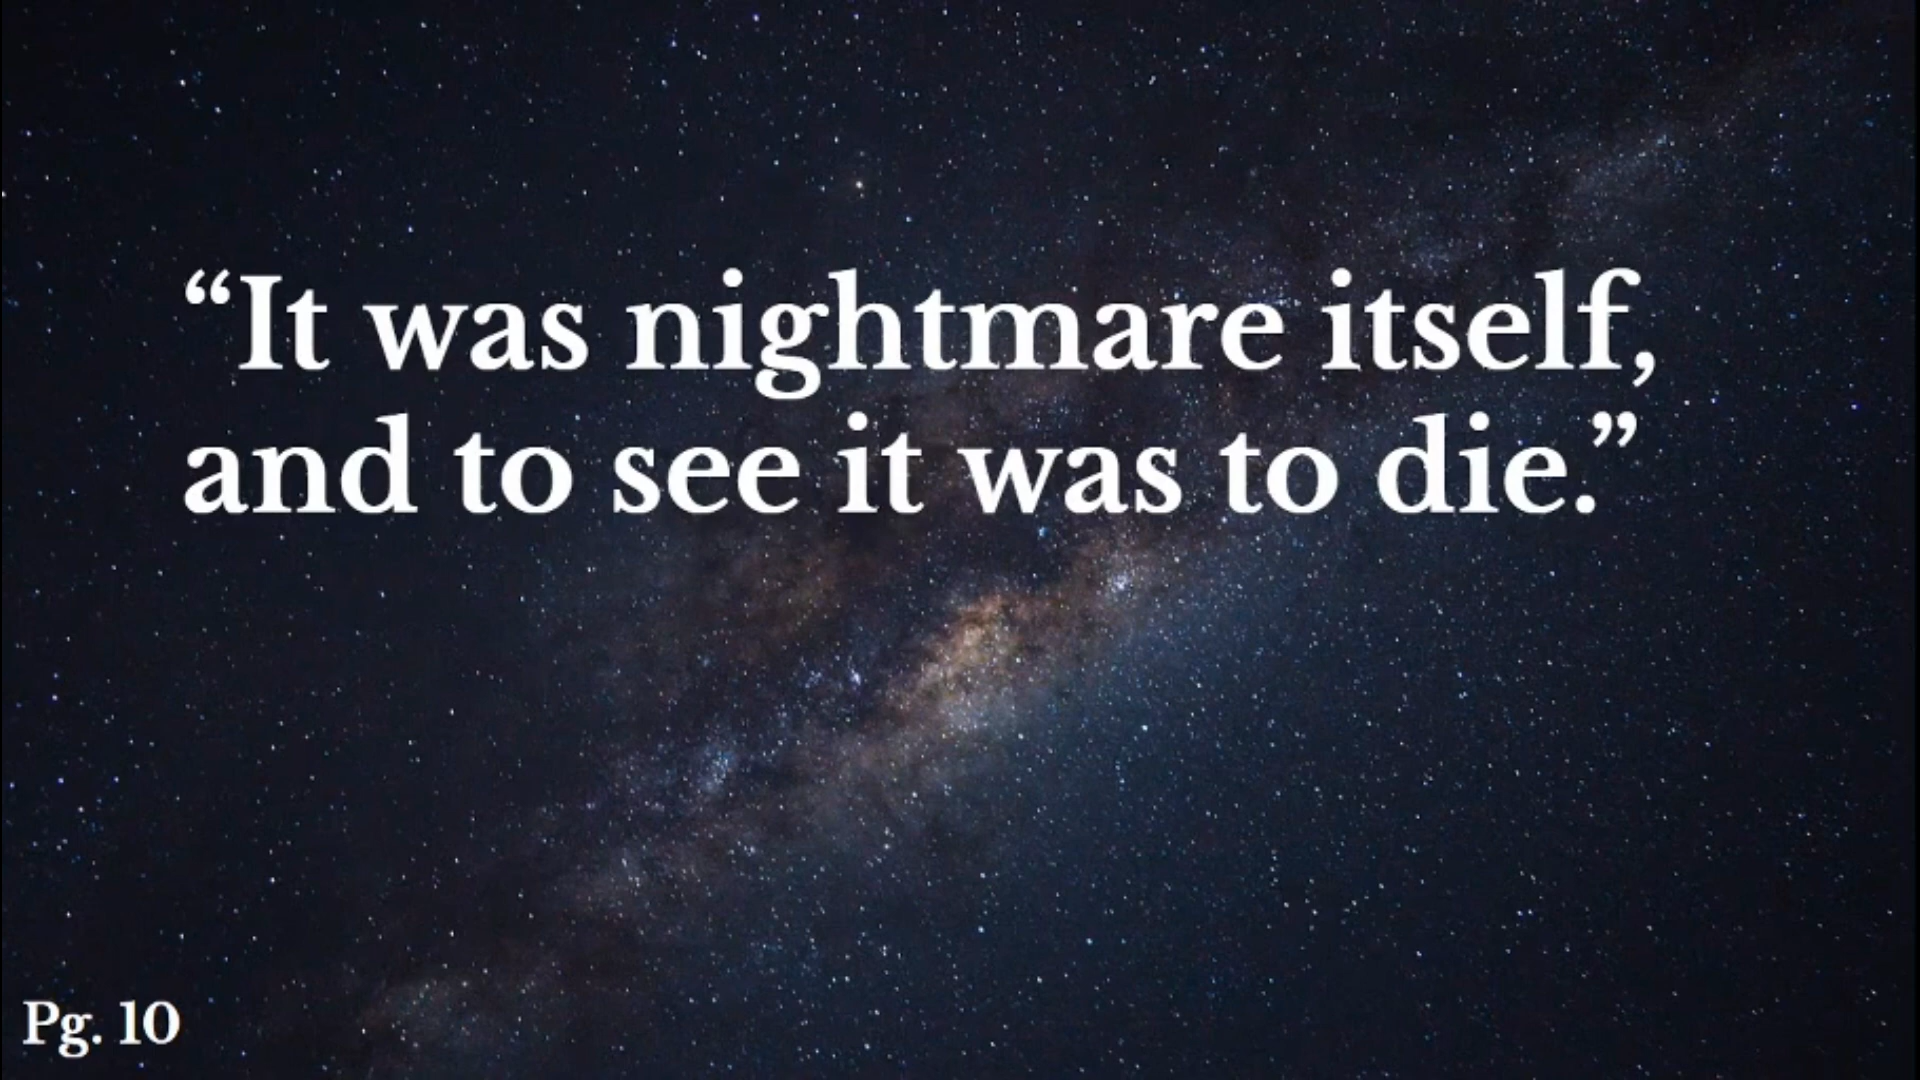 “It was nightmare itself,
and to see it was to die.”
Pg. 10